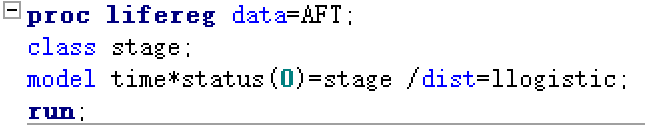 proc lifereg data=AFT;
class stage;
model time*status(0)=stage /dist=llogistic;
run;